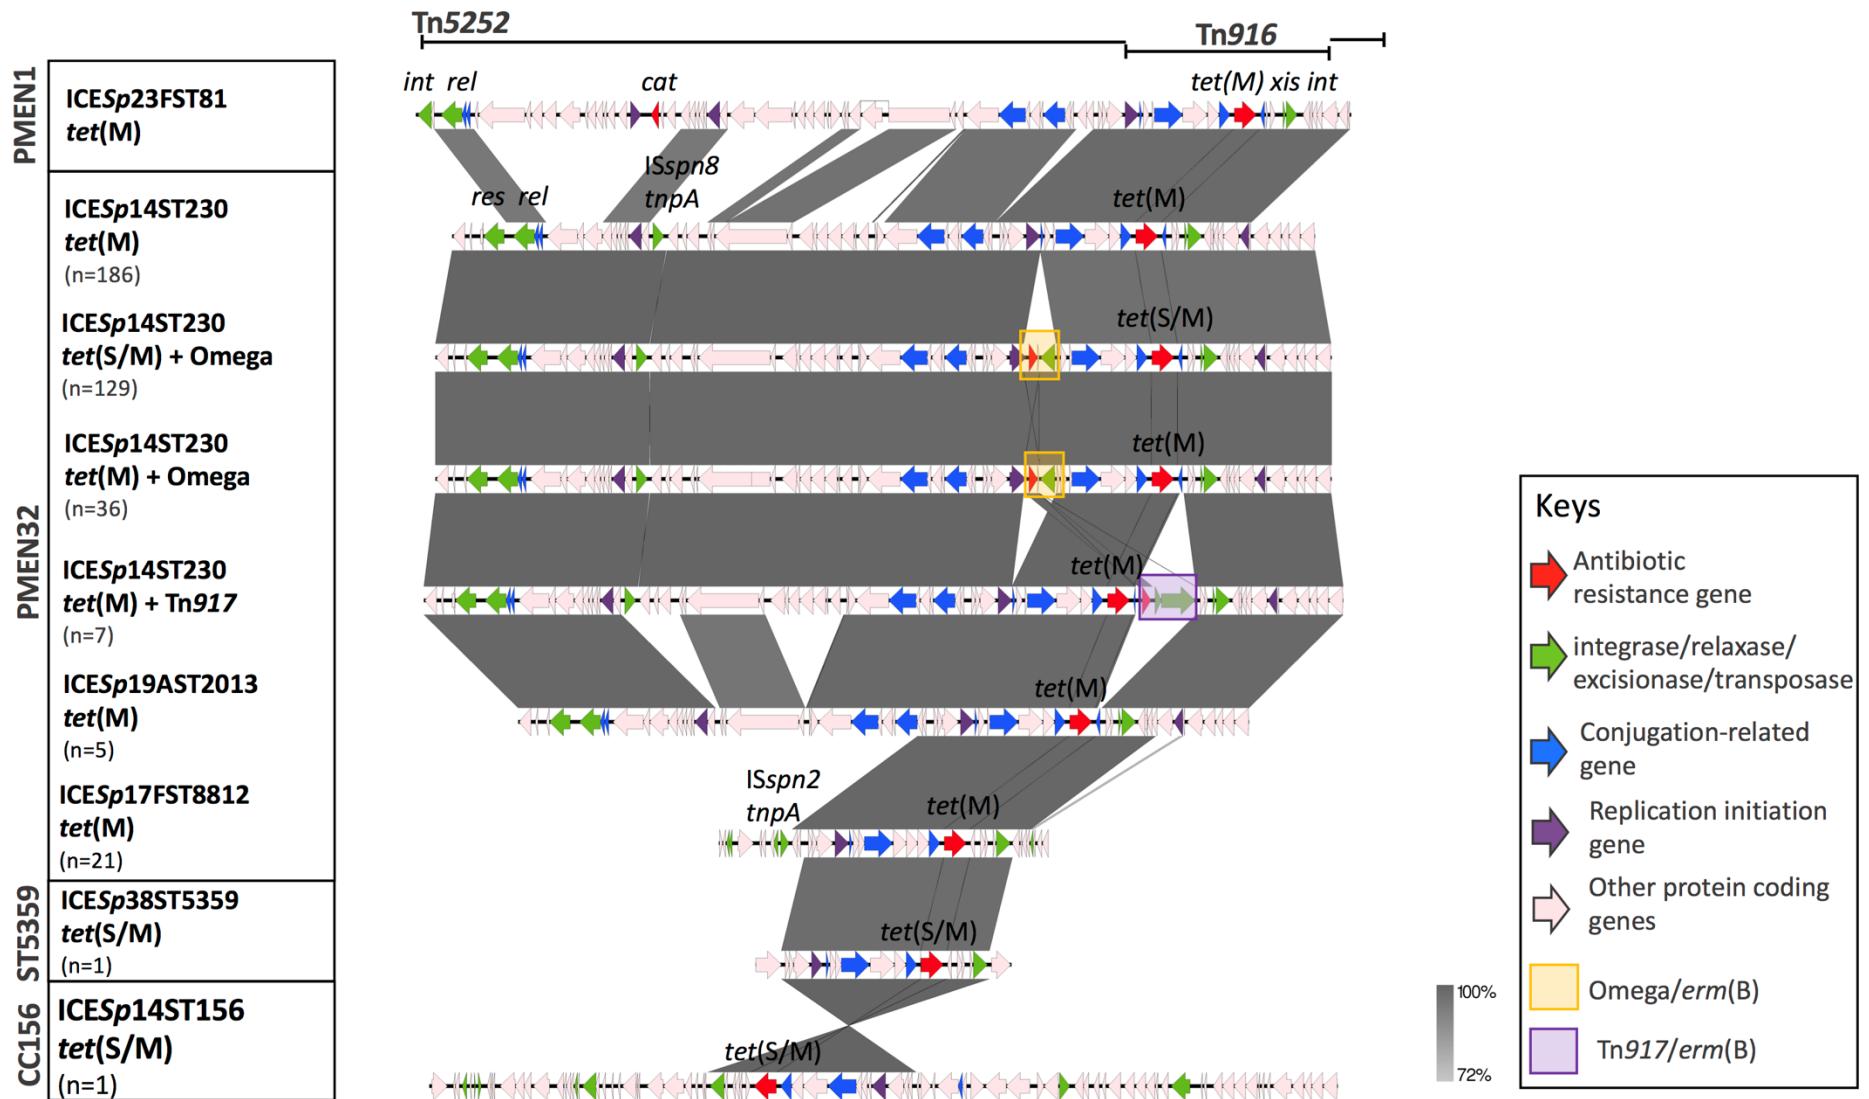 Tn5252
Tn916
int rel
cat
tet(M) xis int
PMEN1
ICESp23FST81
tet(M)
ISspn8
tnpA
res rel
tet(M)
PMEN32
ICESp14ST230
tet(M)
(n=186)
tet(S/M)
ICESp14ST230
tet(S/M) + Omega
(n=129)
tet(M)
ICESp14ST230
tet(M) + Omega
(n=36)
tet(M)
ICESp14ST230
tet(M) + Tn917
(n=7)
tet(M)
ICESp19AST2013
tet(M)
(n=5)
ISspn2
tnpA
tet(M)
ICESp17FST8812
tet(M)
(n=21)
ST5359
ICESp38ST5359
tet(S/M)
(n=1)
tet(S/M)
CC156
ICESp14ST156
tet(S/M)
(n=1)
tet(S/M)
100%
72%
Keys
Antibiotic
resistance gene
integrase/relaxase/
excisionase/transposase
Conjugation-related
gene
Replication initiation
gene
Other protein coding
genes
Omega/erm(B)
Tn917/erm(B)